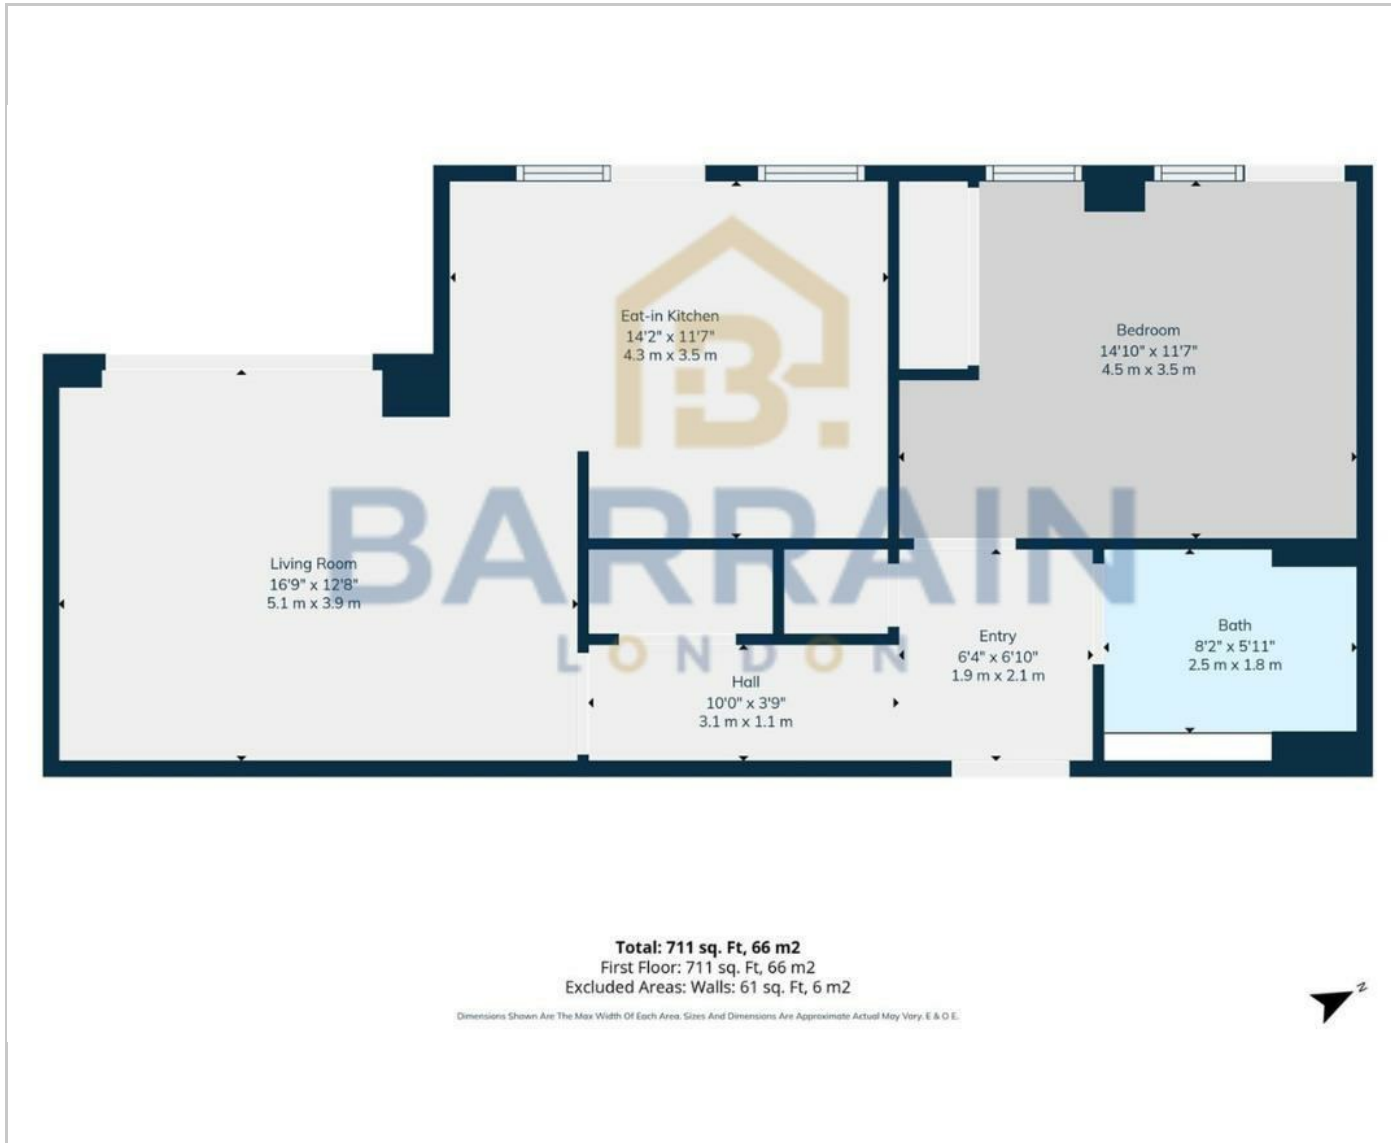 Eat-in Kitchen
14'2" x 11'7"
4.3 m x 3.5 m
Bedroom
14'10" x 11'7"
4.5 m x 3.5 m
B.
BARRAIN
LONDON
Living Room
16'9" x 12'8"
5.1 m x 3.9 m
Hall
10'0" x 3'9"
3.1 m x 1.1 m
Entry
6'4" x 6'10"
1.9 m x 2.1 m
Bath
8'2" x 5'11"
2.5 m x 1.8 m
Total: 711 sq. Ft, 66 m2
First Floor: 711 sq. Ft, 66 m2
Excluded Areas: Walls: 61 sq. Ft, 6 m2
Dimensions Shown Are The Max Width Of Each Area. Sizes And Dimensions Are Approximate Actual May Vary. E & O E.
N